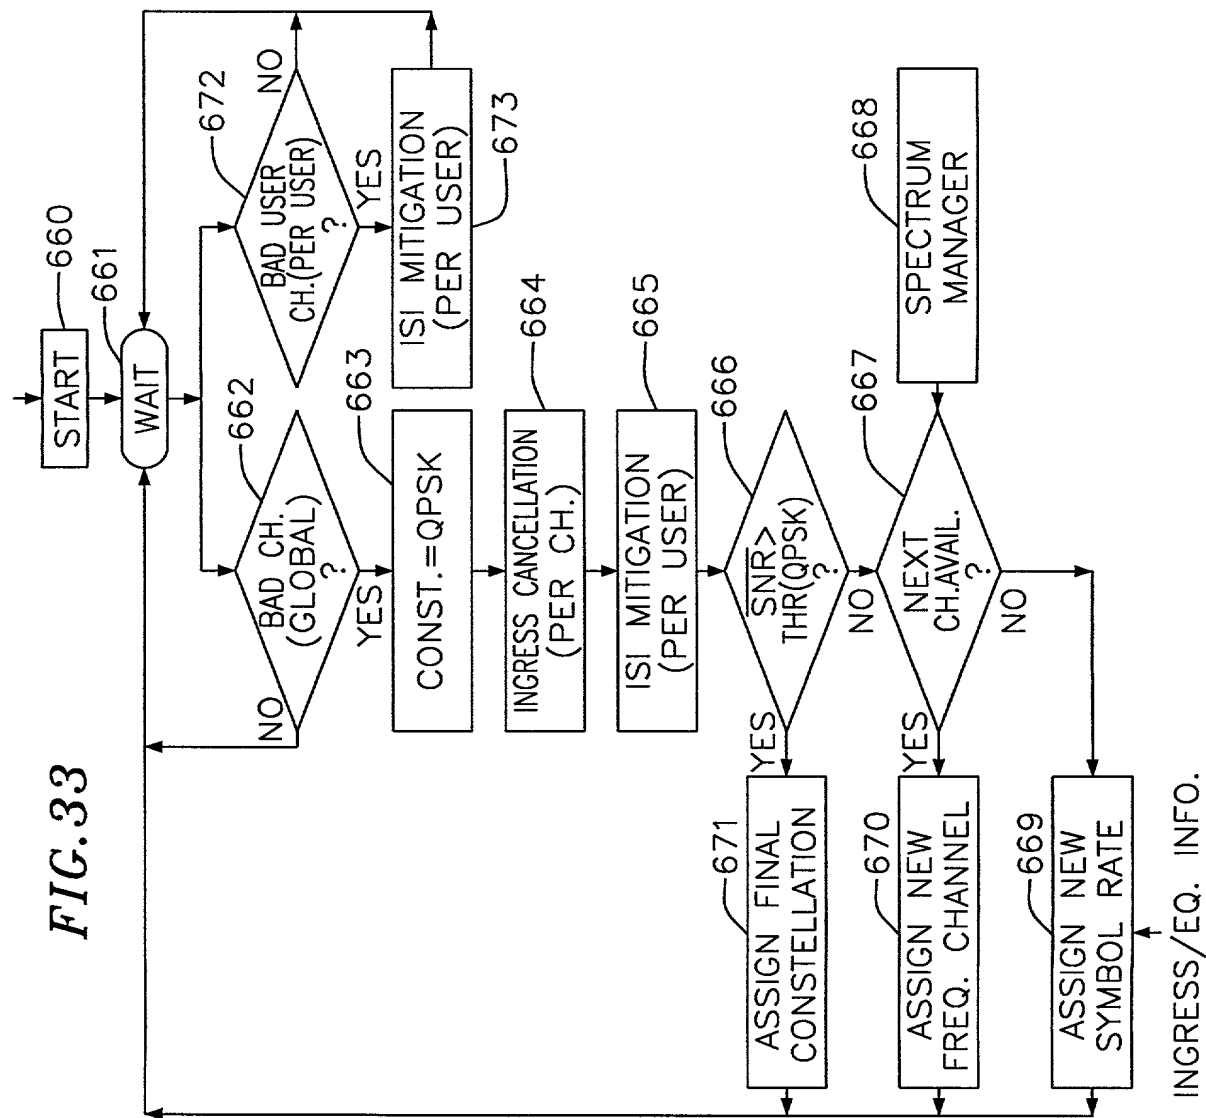 FIG.33
START
660
WAIT
661
BAD CH.
(GLOBAL)
?
662
NO
YES
BAD USER
CH.(PER USER)
?
672
NO
YES
CONST.=QPSK
663
ISI MITIGATION
(PER USER)
673
INGRESS CANCELLATION
(PER CH.)
664
ISI MITIGATION
(PER USER)
665
SNR>
THR(QPSK)
?
666
YES
NO
ASSIGN FINAL
CONSTELLATION
671
NEXT
CH.AVAIL.
?
667
YES
NO
SPECTRUM
MANAGER
668
ASSIGN NEW
FREQ. CHANNEL
670
ASSIGN NEW
SYMBOL RATE
669
INGRESS/EQ. INFO.